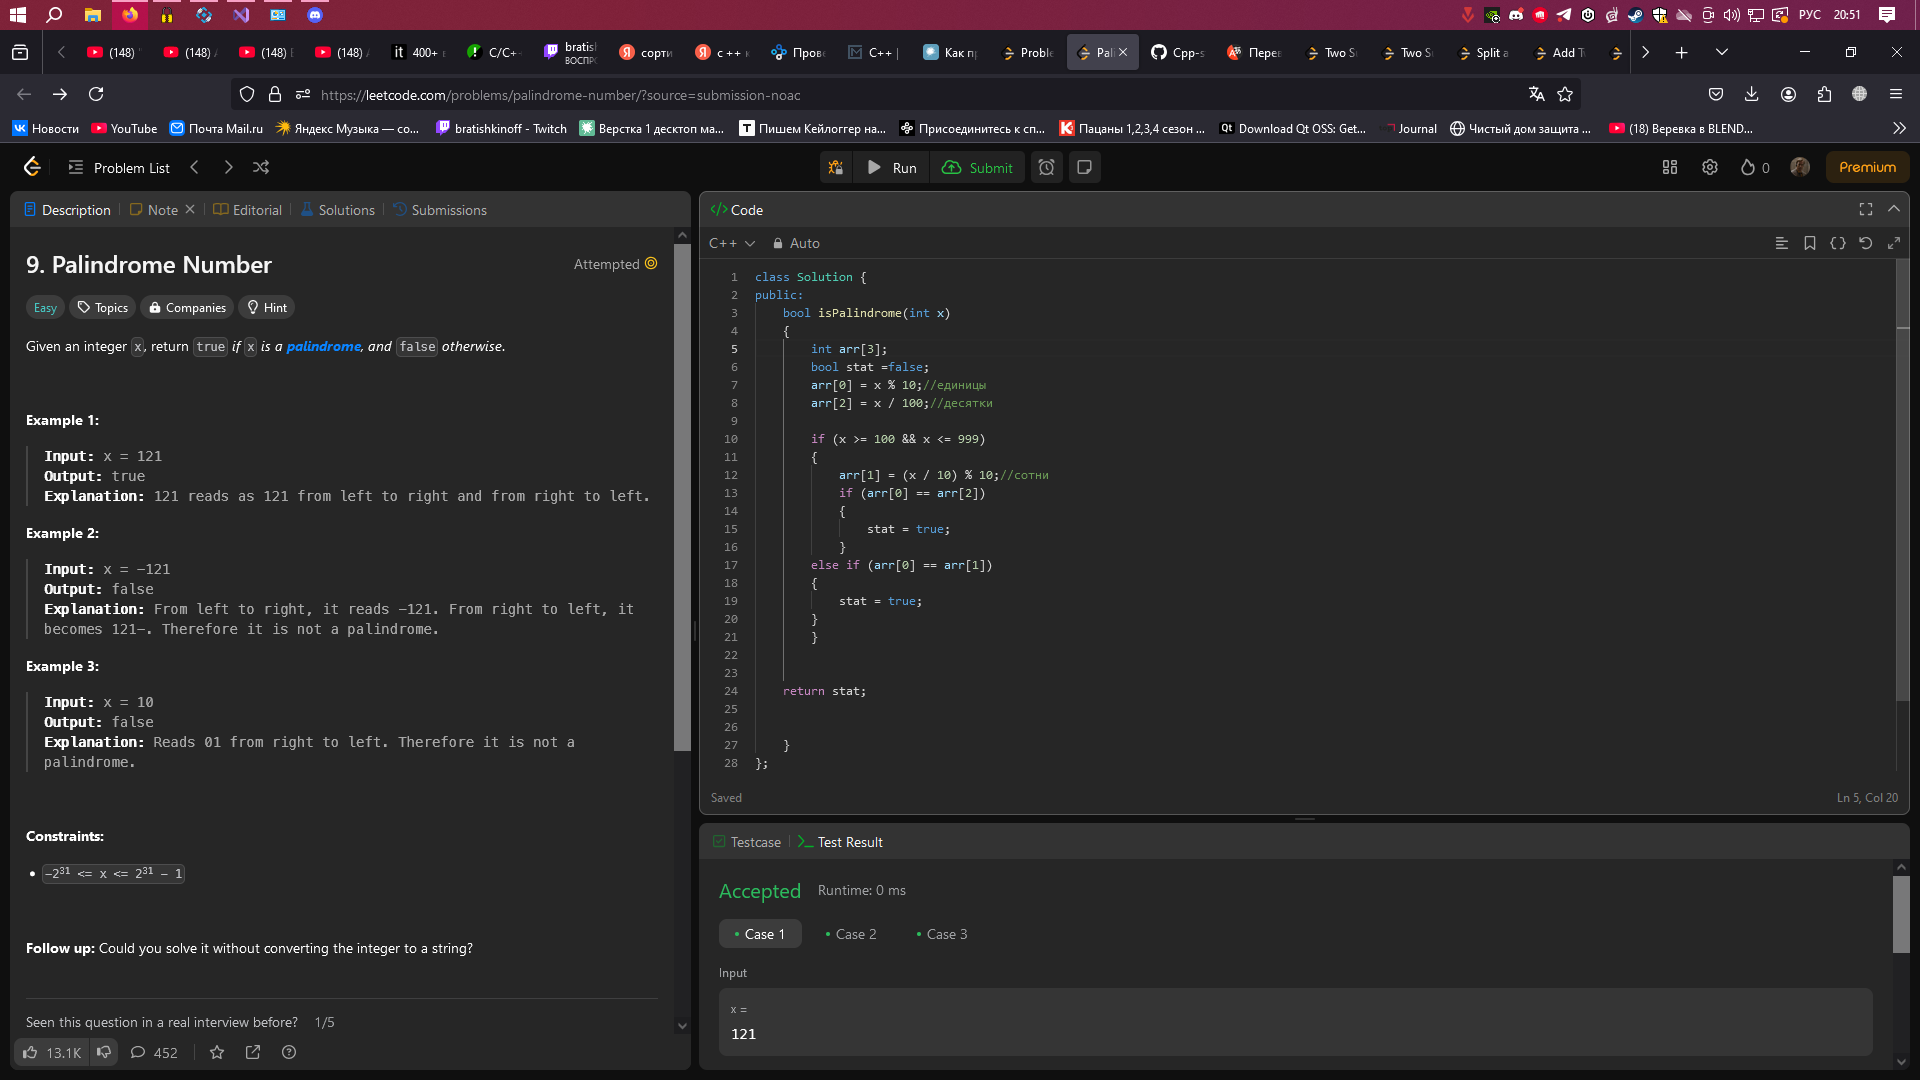 РУС
20:51
(148)
(148)
(148)
(148)
400+
C/C+
bratish
ВОСПРО
сорти
с ++ к
Прове
C++ |
Как п
Proble
Pali
Cpp-s
Перев
Two S
Two S
Split a
Add T
https://leetcode.com/problems/palindrome-number/?source=submission-noac
Новости
YouTube
Почта Mail.ru
Яндекс Музыка — со...
bratishkinoff - Twitch
Верстка 1 десктоп ма...
Пишем Кейлоггер на...
Присоединитесь к сп...
Пацаны 1,2,3,4 сезон ...
Download Qt OSS: Get...
Journal
Чистый дом защита ...
(18) Веревка в BLEND...
Problem List
Run
Submit
0
Premium
Description
Note
Editorial
Solutions
Submissions
9. Palindrome Number
Attempted
Easy
Topics
Companies
Hint
Given an integer x, return true if x is a palindrome, and false otherwise.
Example 1:
Input: x = 121
Output: true
Explanation: 121 reads as 121 from left to right and from right to left.
Example 2:
Input: x = -121
Output: false
Explanation: From left to right, it reads -121. From right to left, it
becomes 121-. Therefore it is not a palindrome.
Example 3:
Input: x = 10
Output: false
Explanation: Reads 01 from right to left. Therefore it is not a
palindrome.
Constraints:
-2³¹ <= x <= 2³¹ - 1
Follow up: Could you solve it without converting the integer to a string?
Seen this question in a real interview before? 1/5
13.1K
452
Code
C++
Auto
1 class Solution {
2 public:
3 bool isPalindrome(int x)
4 {
5 int arr[3];
6 bool stat =false;
7 arr[0] = x % 10;//единицы
8 arr[2] = x / 100;//десятки
9
10 if (x >= 100 && x <= 999)
11 {
12 arr[1] = (x / 10) % 10;//сотни
13 if (arr[0] == arr[2])
14 {
15 stat = true;
16 }
17 else if (arr[0] == arr[1])
18 {
19 stat = true;
20 }
21 }
22
23
24 return stat;
25
26
27 }
28 };
Saved
Ln 5, Col 20
Testcase
Test Result
Accepted
Runtime: 0 ms
Case 1
Case 2
Case 3
Input
x =
121